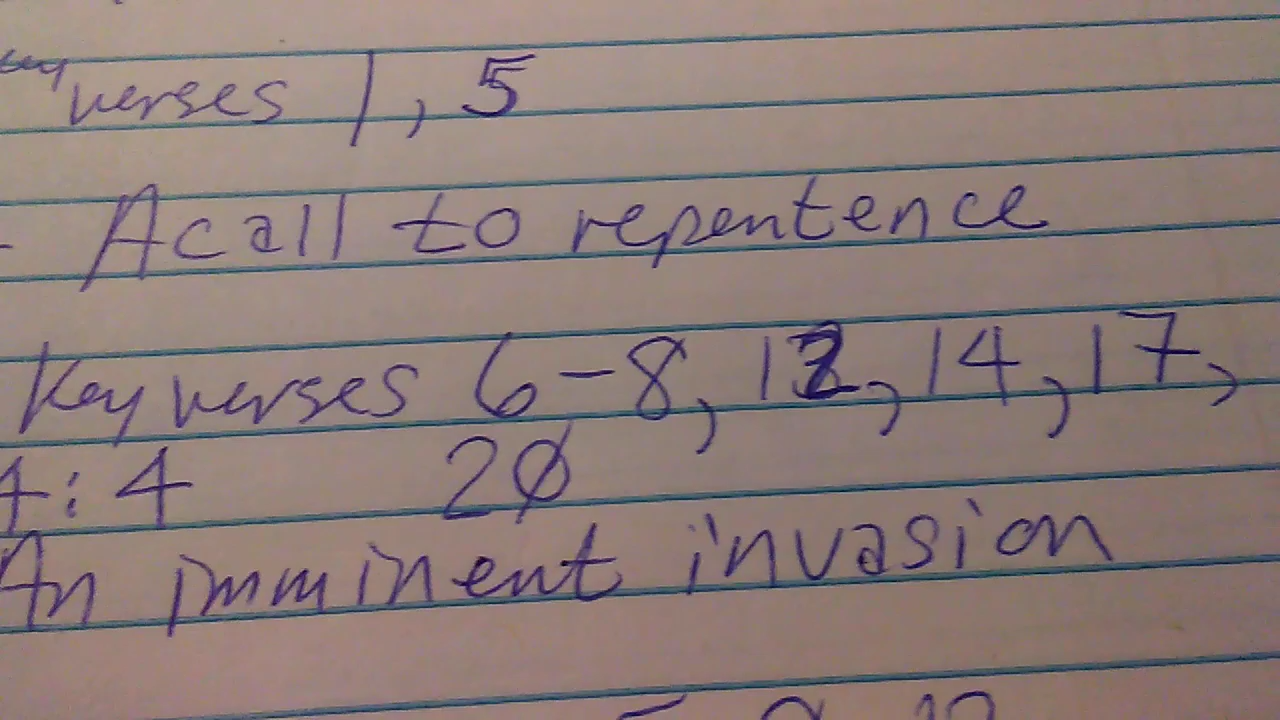 Key
verses 1, 5
- A call to repentence
Key verses 6-8, 12, 14, 17,
4:4 20
An imminent invasion